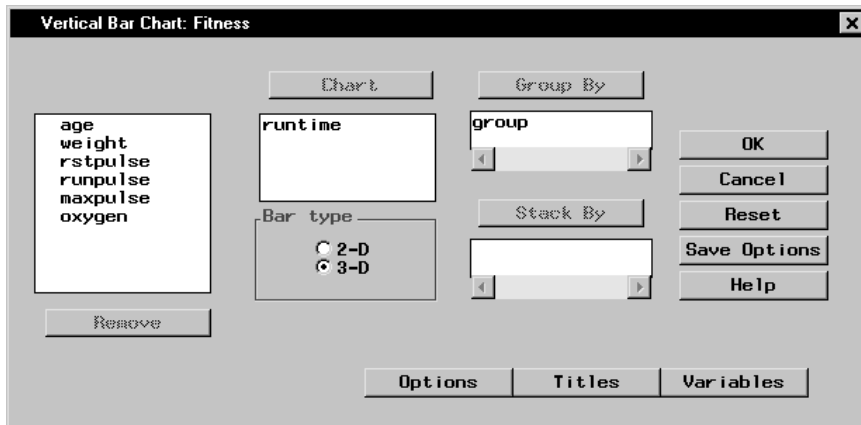 Vertical Bar Chart: Fitness
Chart
Group By
age
weight
rstpulse
runpulse
maxpulse
oxygen
runtime
group
OK
Cancel
Bar type
2-D
3-D
Stack By
Reset
Save Options
Help
Remove
Options
Titles
Variables